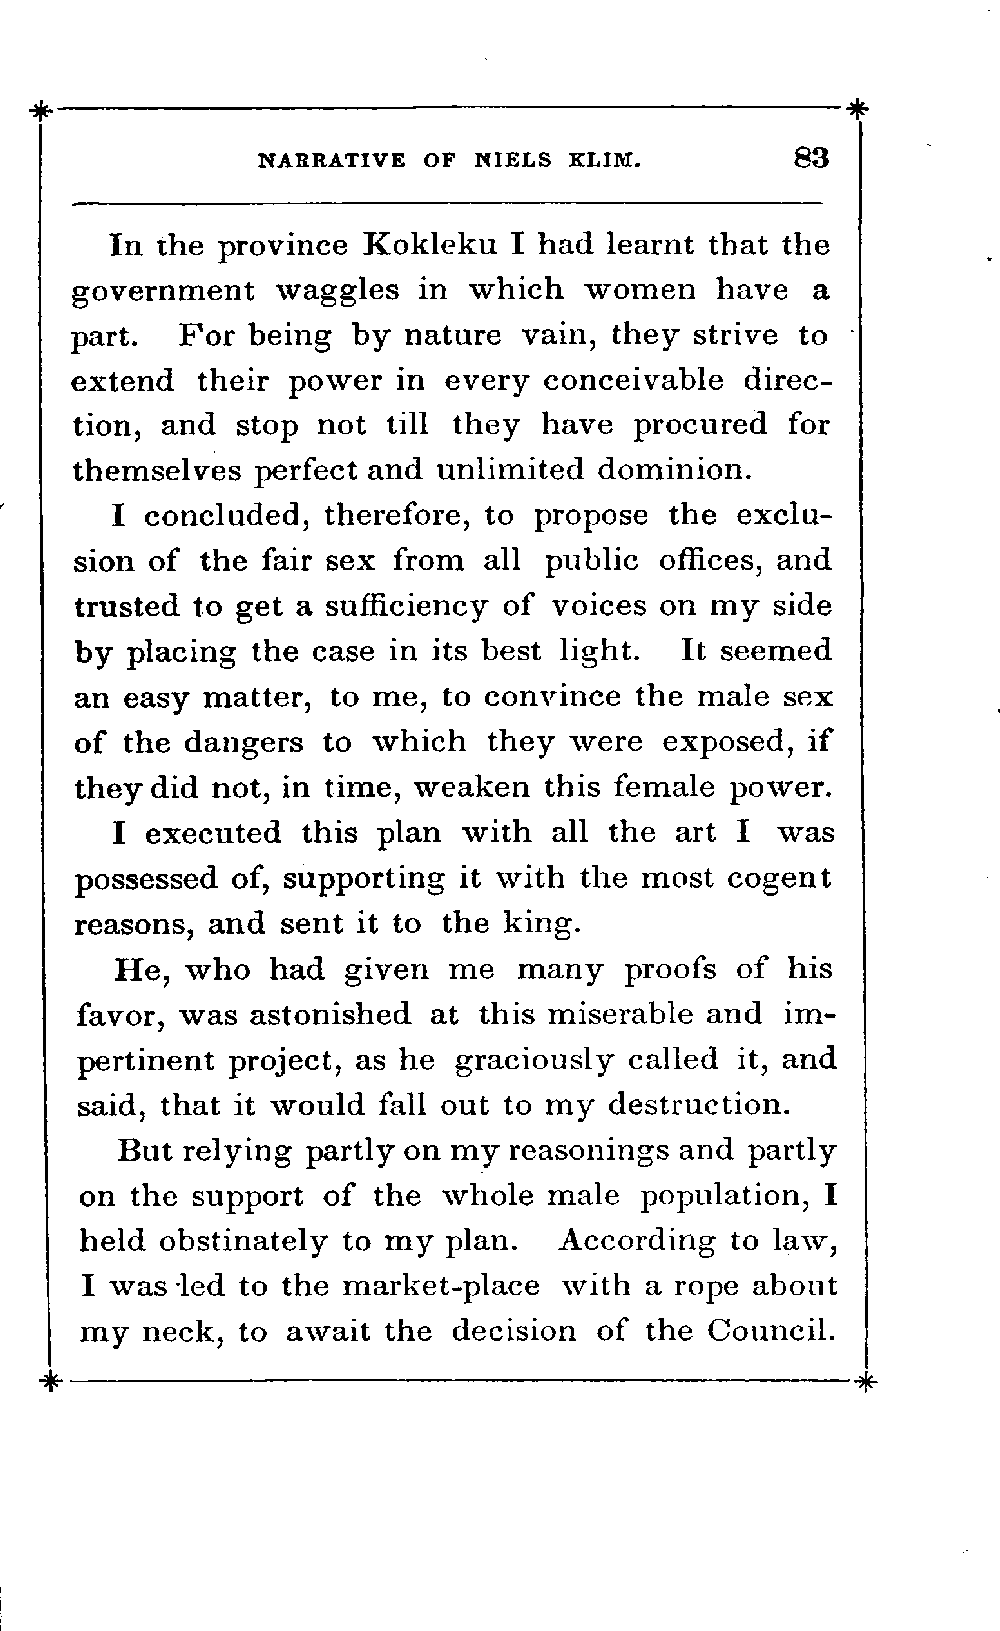 NARRATIVE OF NIELS KLIM. 83
In the province Kokleku I had learnt that the
government waggles in which women have a
part. For being by nature vain, they strive to
extend their power in every conceivable direc-
tion, and stop not till they have procured for
themselves perfect and unlimited dominion.
I concluded, therefore, to propose the exclu-
sion of the fair sex from all public offices, and
trusted to get a sufficiency of voices on my side
by placing the case in its best light. It seemed
an easy matter, to me, to convince the male sex
of the dangers to which they were exposed, if
they did not, in time, weaken this female power.
I executed this plan with all the art I was
possessed of, supporting it with the most cogent
reasons, and sent it to the king.
He, who had given me many proofs of his
favor, was astonished at this miserable and im-
pertinent project, as he graciously called it, and
said, that it would fall out to my destruction.
But relying partly on my reasonings and partly
on the support of the whole male population, I
held obstinately to my plan. According to law,
I was led to the market-place with a rope about
my neck, to await the decision of the Council.